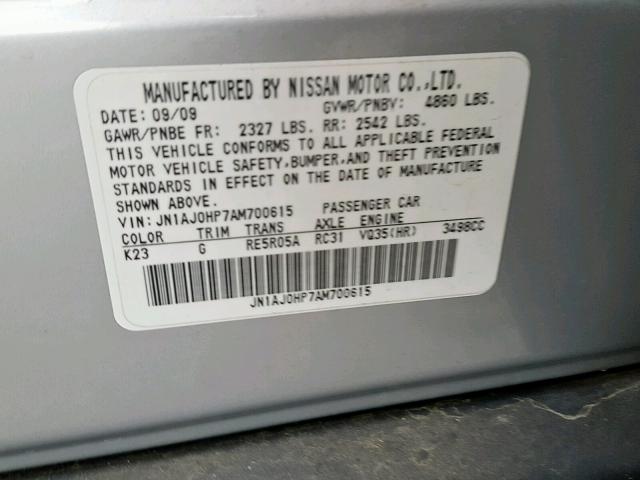 MANUFACTURED BY NISSAN MOTOR CO.,LTD.
DATE: 09/09 GVWR/PNBV: 4860 LBS.
GAWR/PNBE FR: 2327 LBS. RR: 2542 LBS.
THIS VEHICLE CONFORMS TO ALL APPLICABLE FEDERAL
MOTOR VEHICLE SAFETY,BUMPER,AND THEFT PREVENTION
STANDARDS IN EFFECT ON THE DATE OF MANUFACTURE
SHOWN ABOVE.
VIN: JN1AJ0HP7AM700615 PASSENGER CAR
COLOR TRIM TRANS AXLE ENGINE
K23 G RE5R05A RC31 VQ35(HR) 3498CC
JN1AJ0HP7AM700615